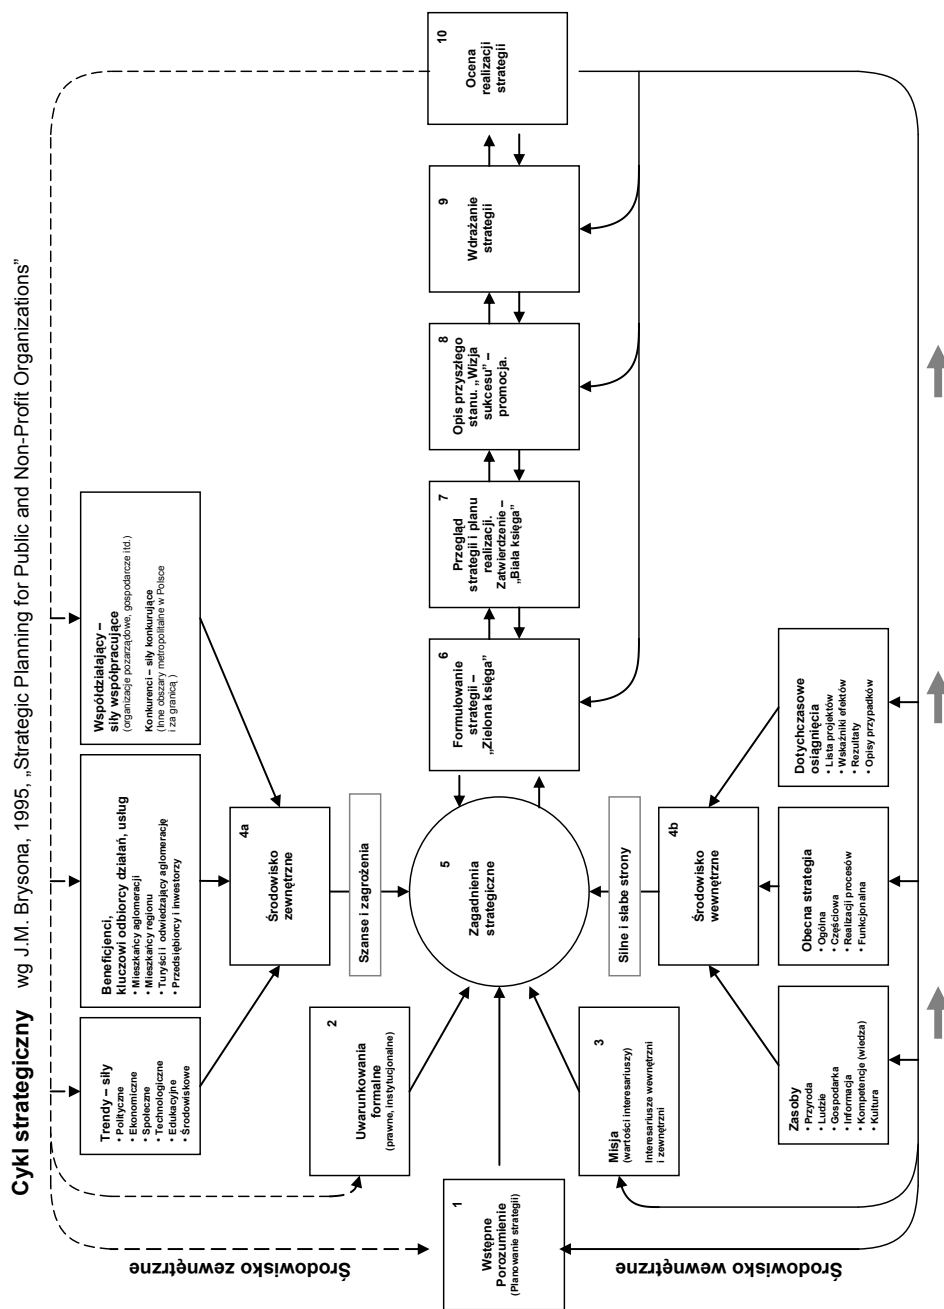 Cykl strategiczny wg J.M. Brysona, 1995, „Strategic Planning for Public and Non-Profit Organizations”
Środowisko zewnętrzne
Trendy – siły
• Polityczne
• Ekonomiczne
• Społeczne
• Technologiczne
• Edukacyjne
• Środowiskowe
Beneficjenci,
kluczowi odbiorcy działań, usług
• Mieszkańcy aglomeracji
• Mieszkańcy regionu
• Turyści i odwiedzający aglomerację
• Przedsiębiorcy i inwestorzy
Współdziałający –
siły współpracujące
(organizacje pozarządowe, gospodarcze itd.)
Konkurenci – siły konkurujące
(Inne obszary metropolitalne w Polsce
i za granicą )
4a
Środowisko
zewnętrzne
Szanse i zagrożenia
2
Uwarunkowania
formalne
(prawne, instytucjonalne)
1
Wstępne
Porozumienie
(Planowanie strategii)
5
Zagadnienia
strategiczne
6
Formułowanie
strategii –
„Zielona księga”
7
Przegląd
strategii i planu
realizacji.
Zatwierdzenie –
„Biała księga”
8
Opis przyszłego
stanu. „Wizja
sukcesu” –
promocja.
9
Wdrażanie
strategii
10
Ocena
realizacji
strategii
3
Misja
(wartości interesariuszy)
Interesariusze wewnętrzni
i zewnętrzni
Silne i słabe strony
4b
Środowisko
wewnętrzne
Zasoby
• Przyroda
• Ludzie
• Gospodarka
• Informacja
• Kompetencje (wiedza)
• Kultura
Obecna strategia
• Ogólna
• Częściowa
• Realizacji procesów
• Funkcjonalna
Dotychczasowe
osiągnięcia
• Lista projektów
• Wskaźniki efektów
• Rezultaty
• Opisy przypadków
Środowisko wewnętrzne